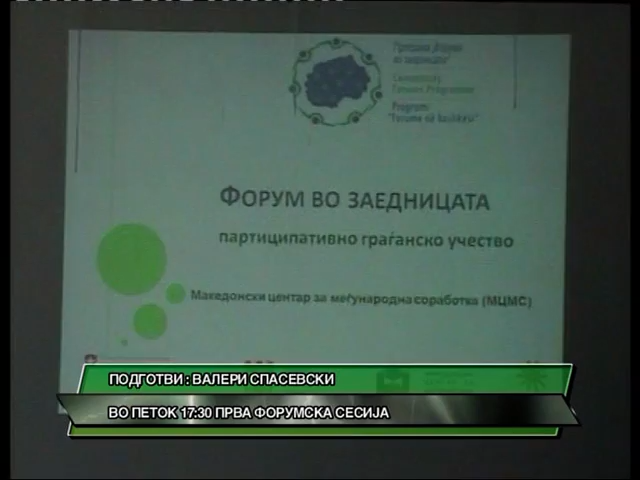 Програма „Форуми
во заедницата"
Community
Forums Programme
Program
"Forume në bashkësi"
ФОРУМ ВО ЗАЕДНИЦАТА
партиципативно граѓанско учество
Македонски центар за меѓународна соработка (МЦМС)
ПОДГОТВИ : ВАЛЕРИ СПАСЕВСКИ
ВО ПЕТОК 17:30 ПРВА ФОРУМСКА СЕСИЈА